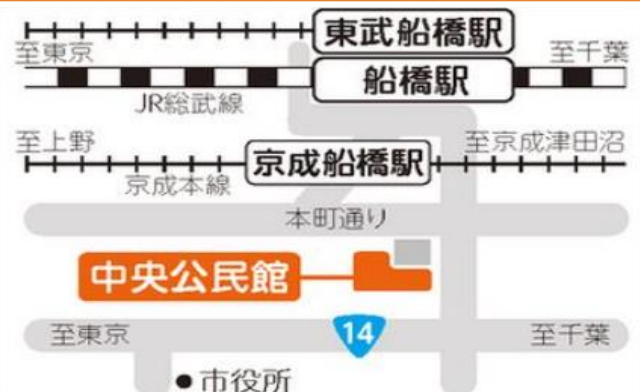 東武船橋駅
至東京
至千葉
船橋駅
JR総武線
至上野
至京成津田沼
京成船橋駅
京成本線
本町通り
中央公民館
14
至東京
至千葉
●市役所